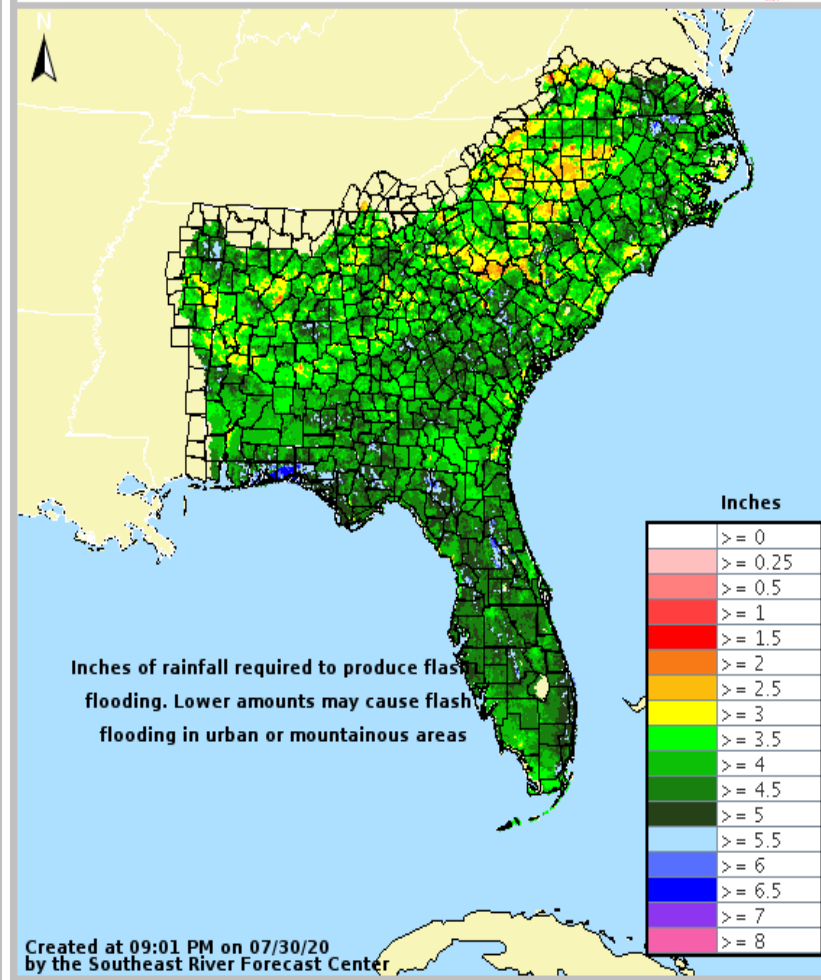 N
Inches
>= 0
>= 0.25
>= 0.5
>= 1
>= 1.5
>= 2
>= 2.5
>= 3
>= 3.5
>= 4
>= 4.5
>= 5
>= 5.5
>= 6
>= 6.5
>= 7
>= 8
Inches of rainfall required to produce flash
flooding. Lower amounts may cause flash
flooding in urban or mountainous areas
Created at 09:01 PM on 07/30/20
by the Southeast River Forecast Center